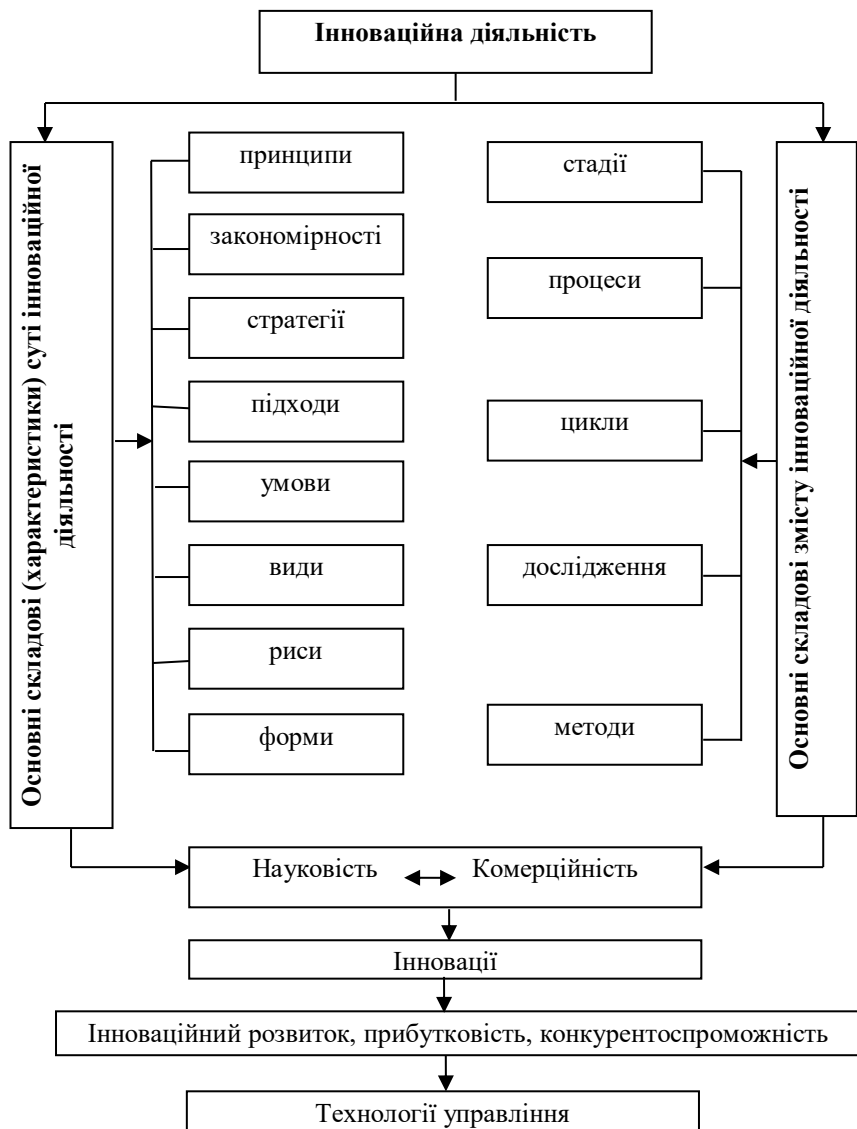 Інноваційна діяльність
Основні складові (характеристики) суті інноваційної
діяльності
принципи
закономірності
стратегії
підходи
умови
види
риси
форми
стадії
процеси
цикли
дослідження
методи
Основні складові змісту інноваційної діяльності
Науковість Комерційність
Інновації
Інноваційний розвиток, прибутковість, конкурентоспроможність
Технології управління